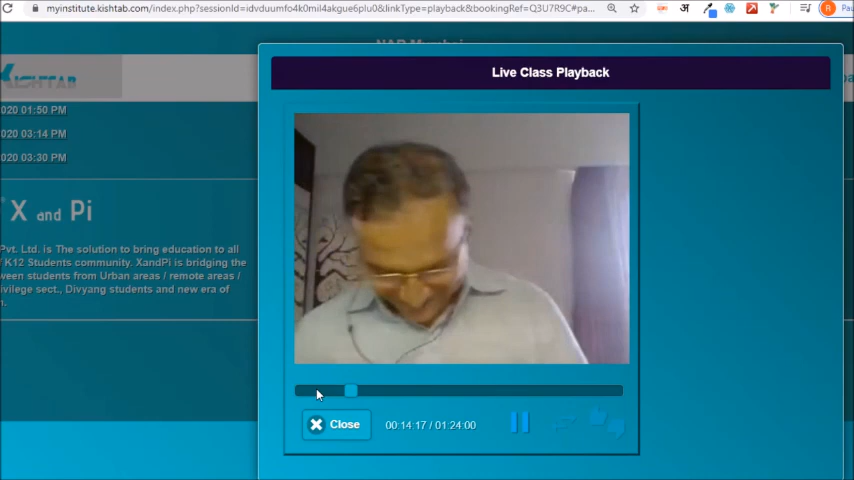 myinstitute.kishtab.com/index.php?sessionId=idvduumfo4k0mil4akgue6plu0&linkType=playback&bookingRef=Q3U7R9C#pa...
अ
R
Pau
Live Class Playback
KISHTAB
2020 01:50 PM
2020 03:14 PM
2020 03:30 PM
X and Pi
Pvt. Ltd. is The solution to bring education to all
K12 Students community. XandPi is bridging the
ween students from Urban areas / remote areas /
ivilege sect., Divyang students and new era of
n.
Close
00:14:17 / 01:24:00